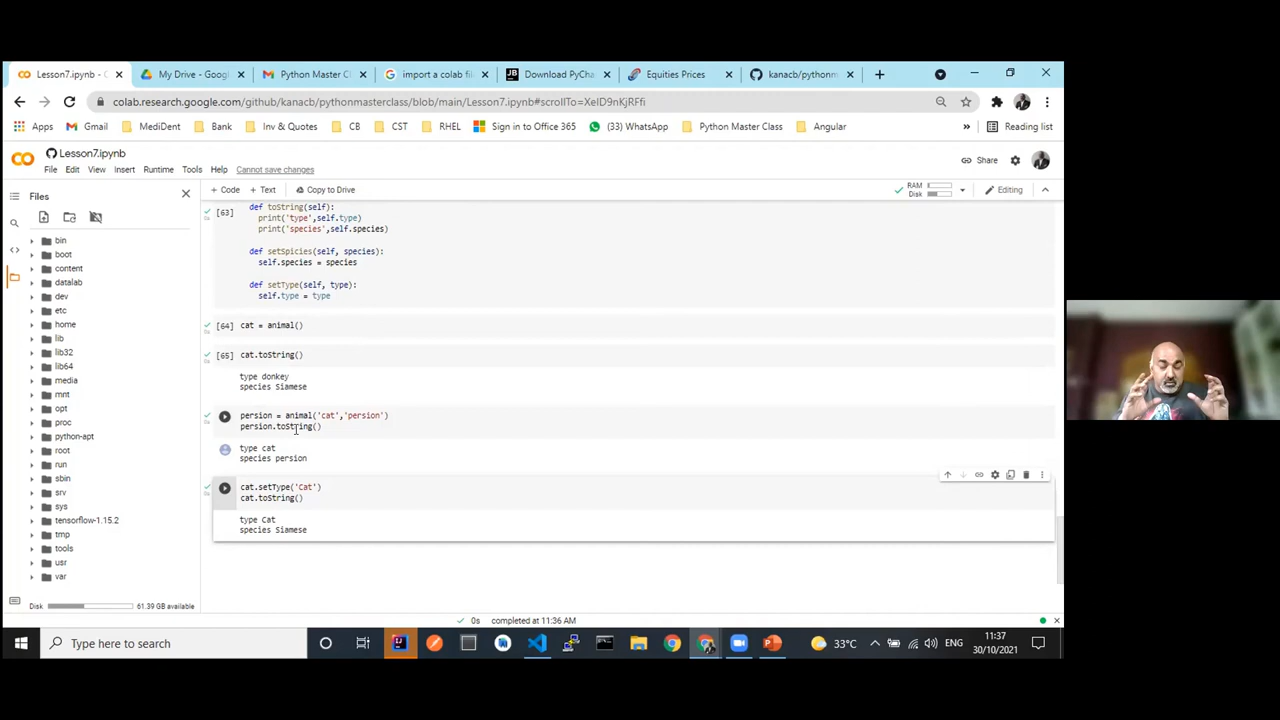 Lesson7.ipynb - C
My Drive - Googl
Python Master C
import a colab fil
JB
Download PyCha
Equities Prices
kanacb/pythonm
colab.research.google.com/github/kanacb/pythonmasterclass/blob/main/Lesson7.ipynb#scrollTo=XeID9nKjRFfi
Apps
Gmail
MediDent
Bank
Inv & Quotes
CB
CST
RHEL
Sign in to Office 365
(33) WhatsApp
Python Master Class
Angular
»
Reading list
Lesson7.ipynb
File Edit View Insert Runtime Tools Help Cannot save changes
Share
Files
+ Code + Text Copy to Drive
RAM
Disk
Editing
bin
boot
content
datalab
dev
etc
home
lib
lib32
lib64
media
mnt
opt
proc
python-apt
root
run
sbin
srv
sys
tensorflow-1.15.2
tmp
tools
usr
var
Disk 61.39 GB available
[63]
def toString(self):
print('type',self.type)
print('species',self.species)
def setSpicies(self, species):
self.species = species
def setType(self, type):
self.type = type
[64] cat = animal()
[65] cat.toString()
type donkey
species Siamese
persion = animal('cat','persion')
persion.toString()
type cat
species persion
cat.setType('Cat')
cat.toString()
type Cat
species Siamese
0s completed at 11:36 AM
Type here to search
33°C
ENG
11:37
30/10/2021